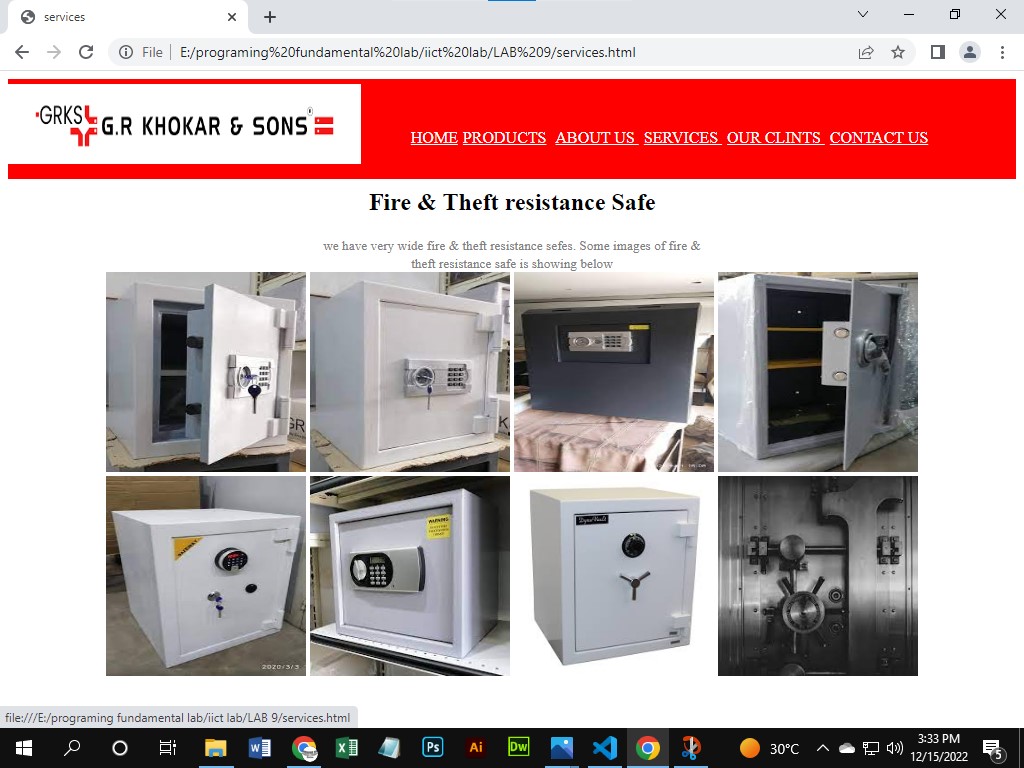 services
File | E:/programing%20fundamental%20lab/iict%20lab/LAB%209/services.html
GRKS
G.R KHOKAR & SONS
HOME PRODUCTS ABOUT US SERVICES OUR CLINTS CONTACT US
Fire & Theft resistance Safe
we have very wide fire & theft resistance sefes. Some images of fire &
theft resistance safe is showing below
WARNING
2020/3/3
file:///E:/programing fundamental lab/iict lab/LAB 9/services.html
Ps
Ai
Dw
30°C
3:33 PM
12/15/2022
5